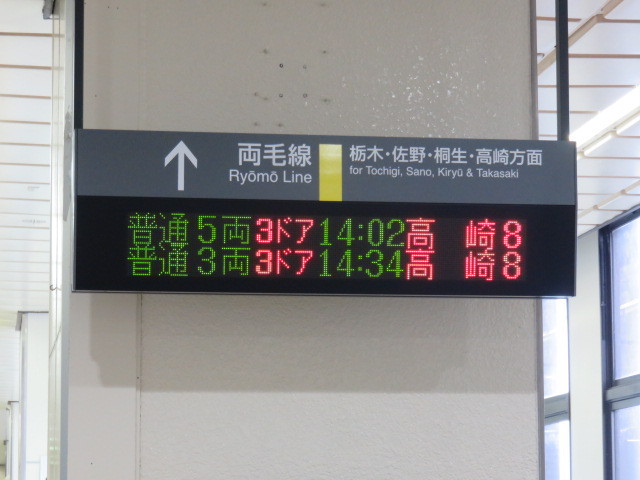 ↑ 両毛線 栃木・佐野・桐生・高崎方面
Ryōmō Line for Tochigi, Sano, Kiryū & Takasaki
普通 5両 3ドア 14:02 高 崎 8
普通 3両 3ドア 14:34 高 崎 8